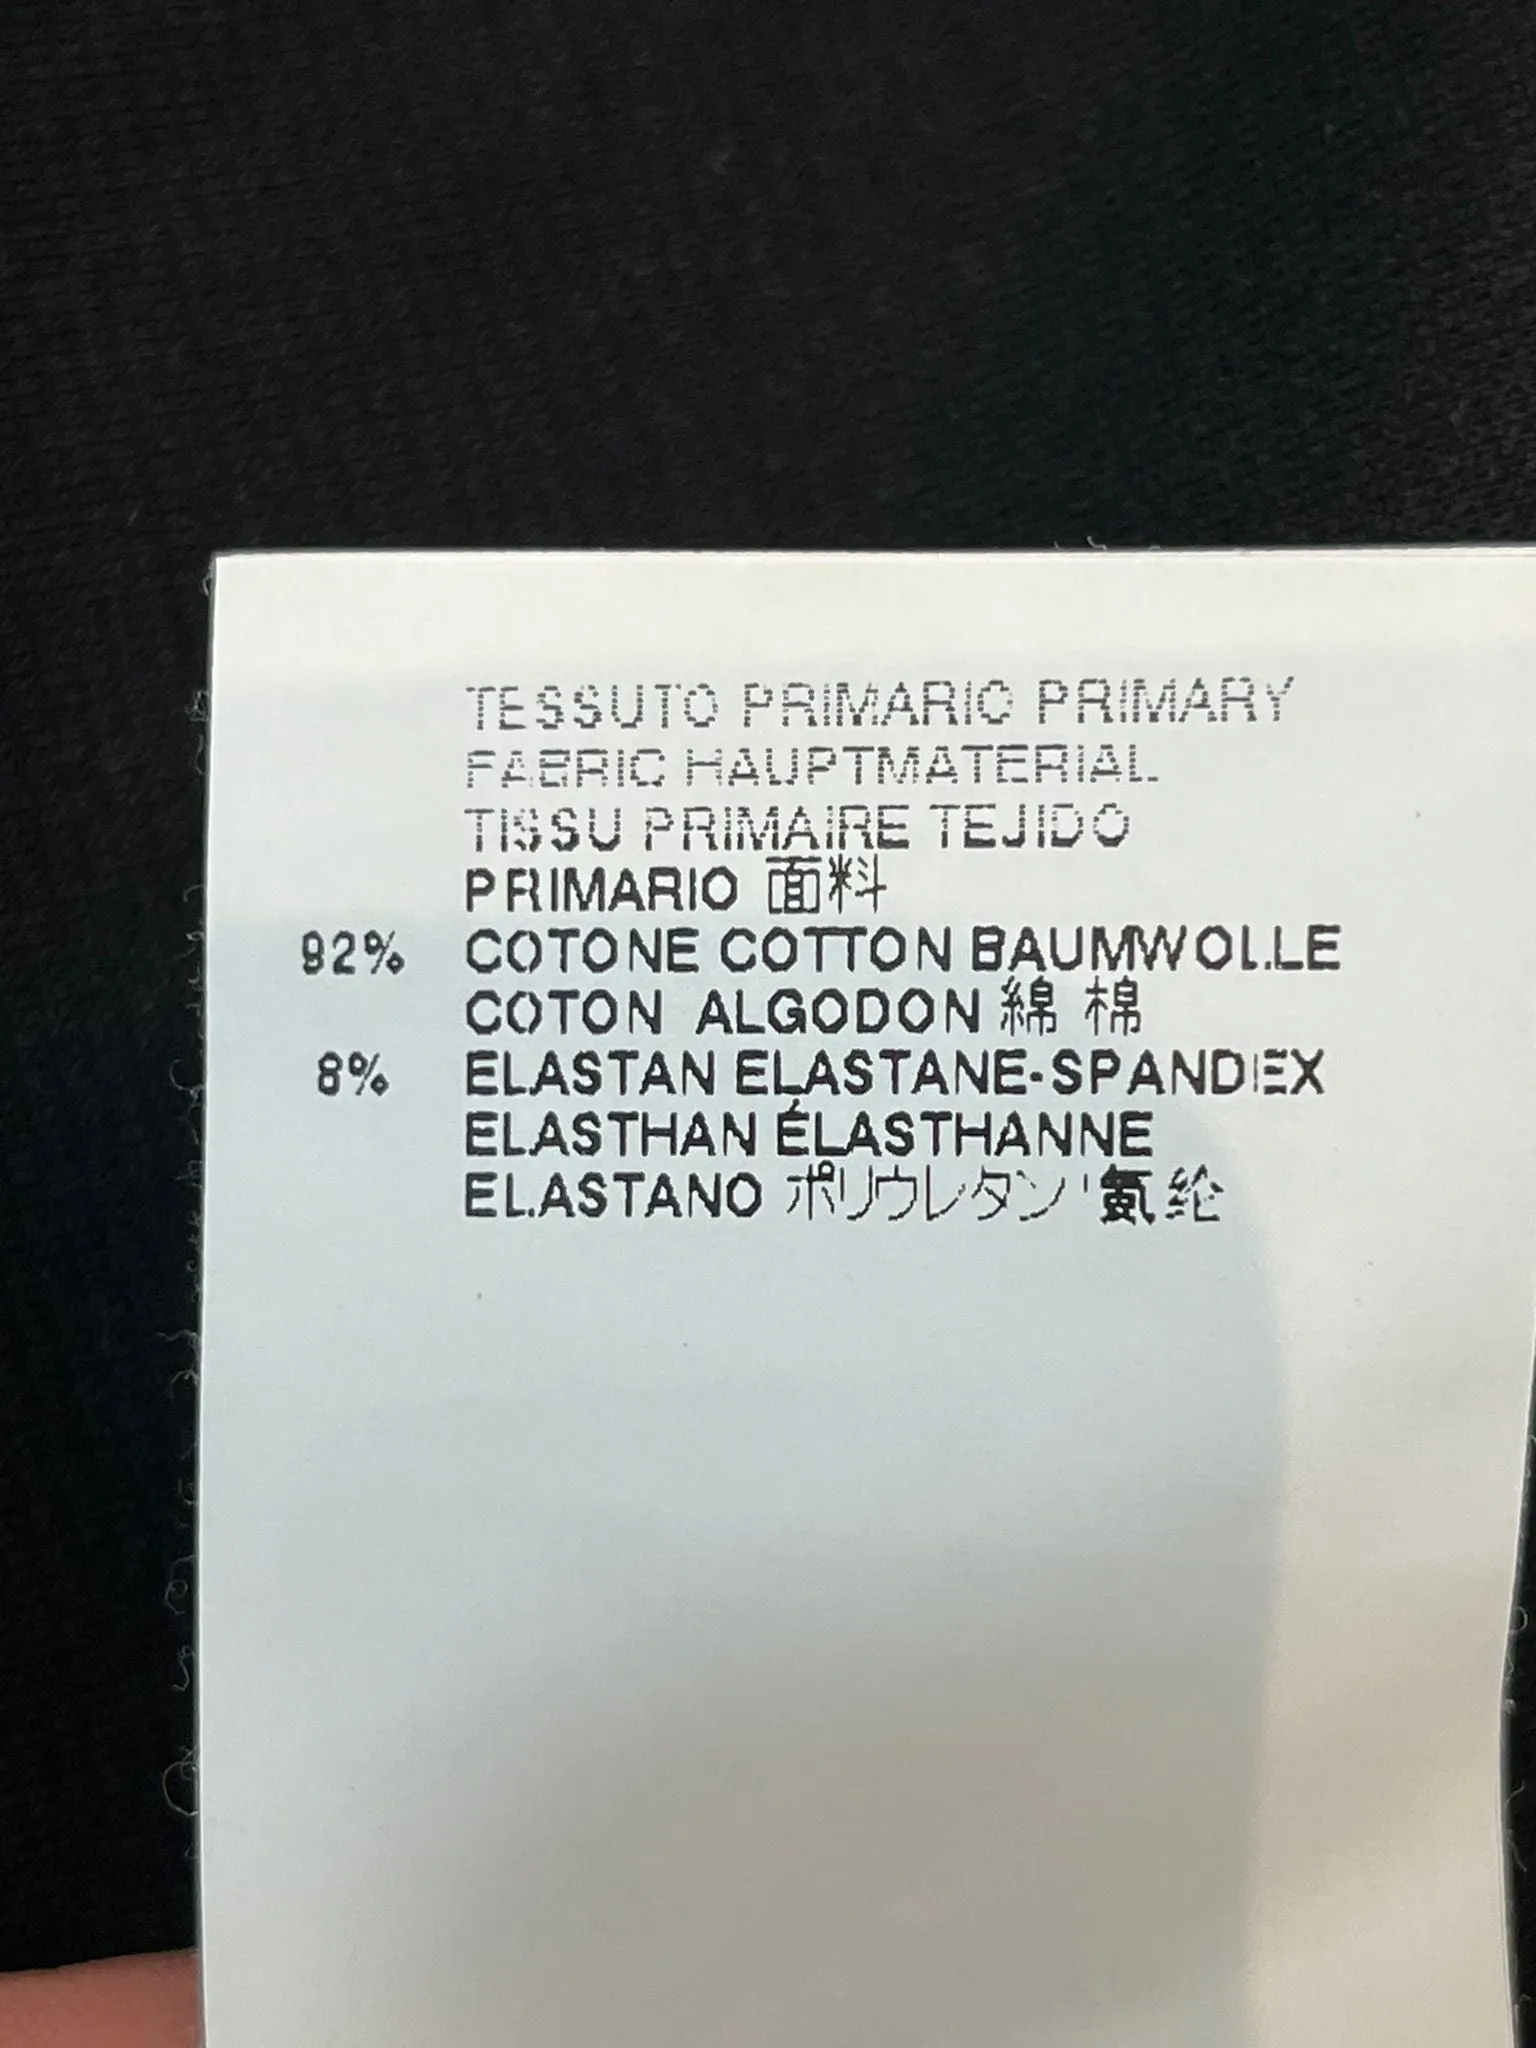 TESSUTO PRIMARIO PRIMARY
FABRIC HAUPTMATERIAL
TISSU PRIMAIRE TEJIDO
PRIMARIO 面料
92% COTONE COTTON BAUMWOLLE
COTON ALGODON 綿 棉
8% ELASTAN ELASTANE-SPANDEX
ELASTHAN ÉLASTHANNE
ELASTANO ポリウレタン 氨纶